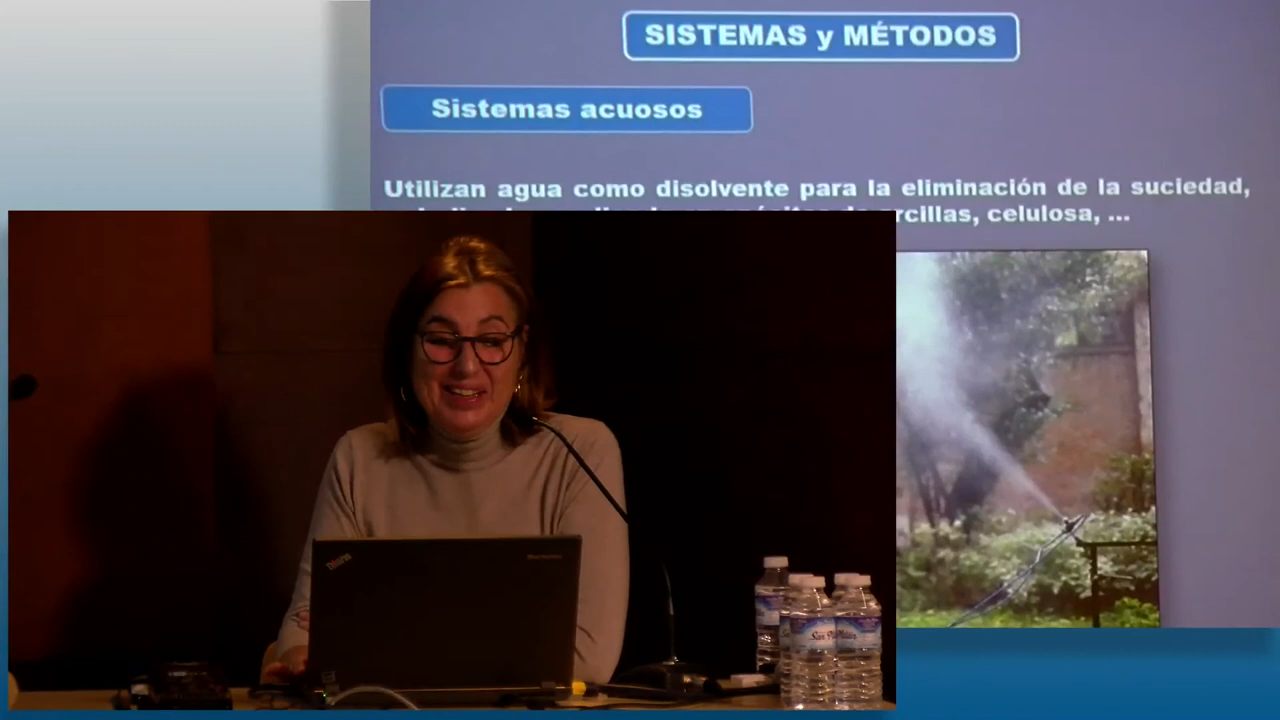 SISTEMAS y MÉTODOS
Sistemas acuosos
Utilizan agua como disolvente para la eliminación de la suciedad,
arcillas, celulosa, ...